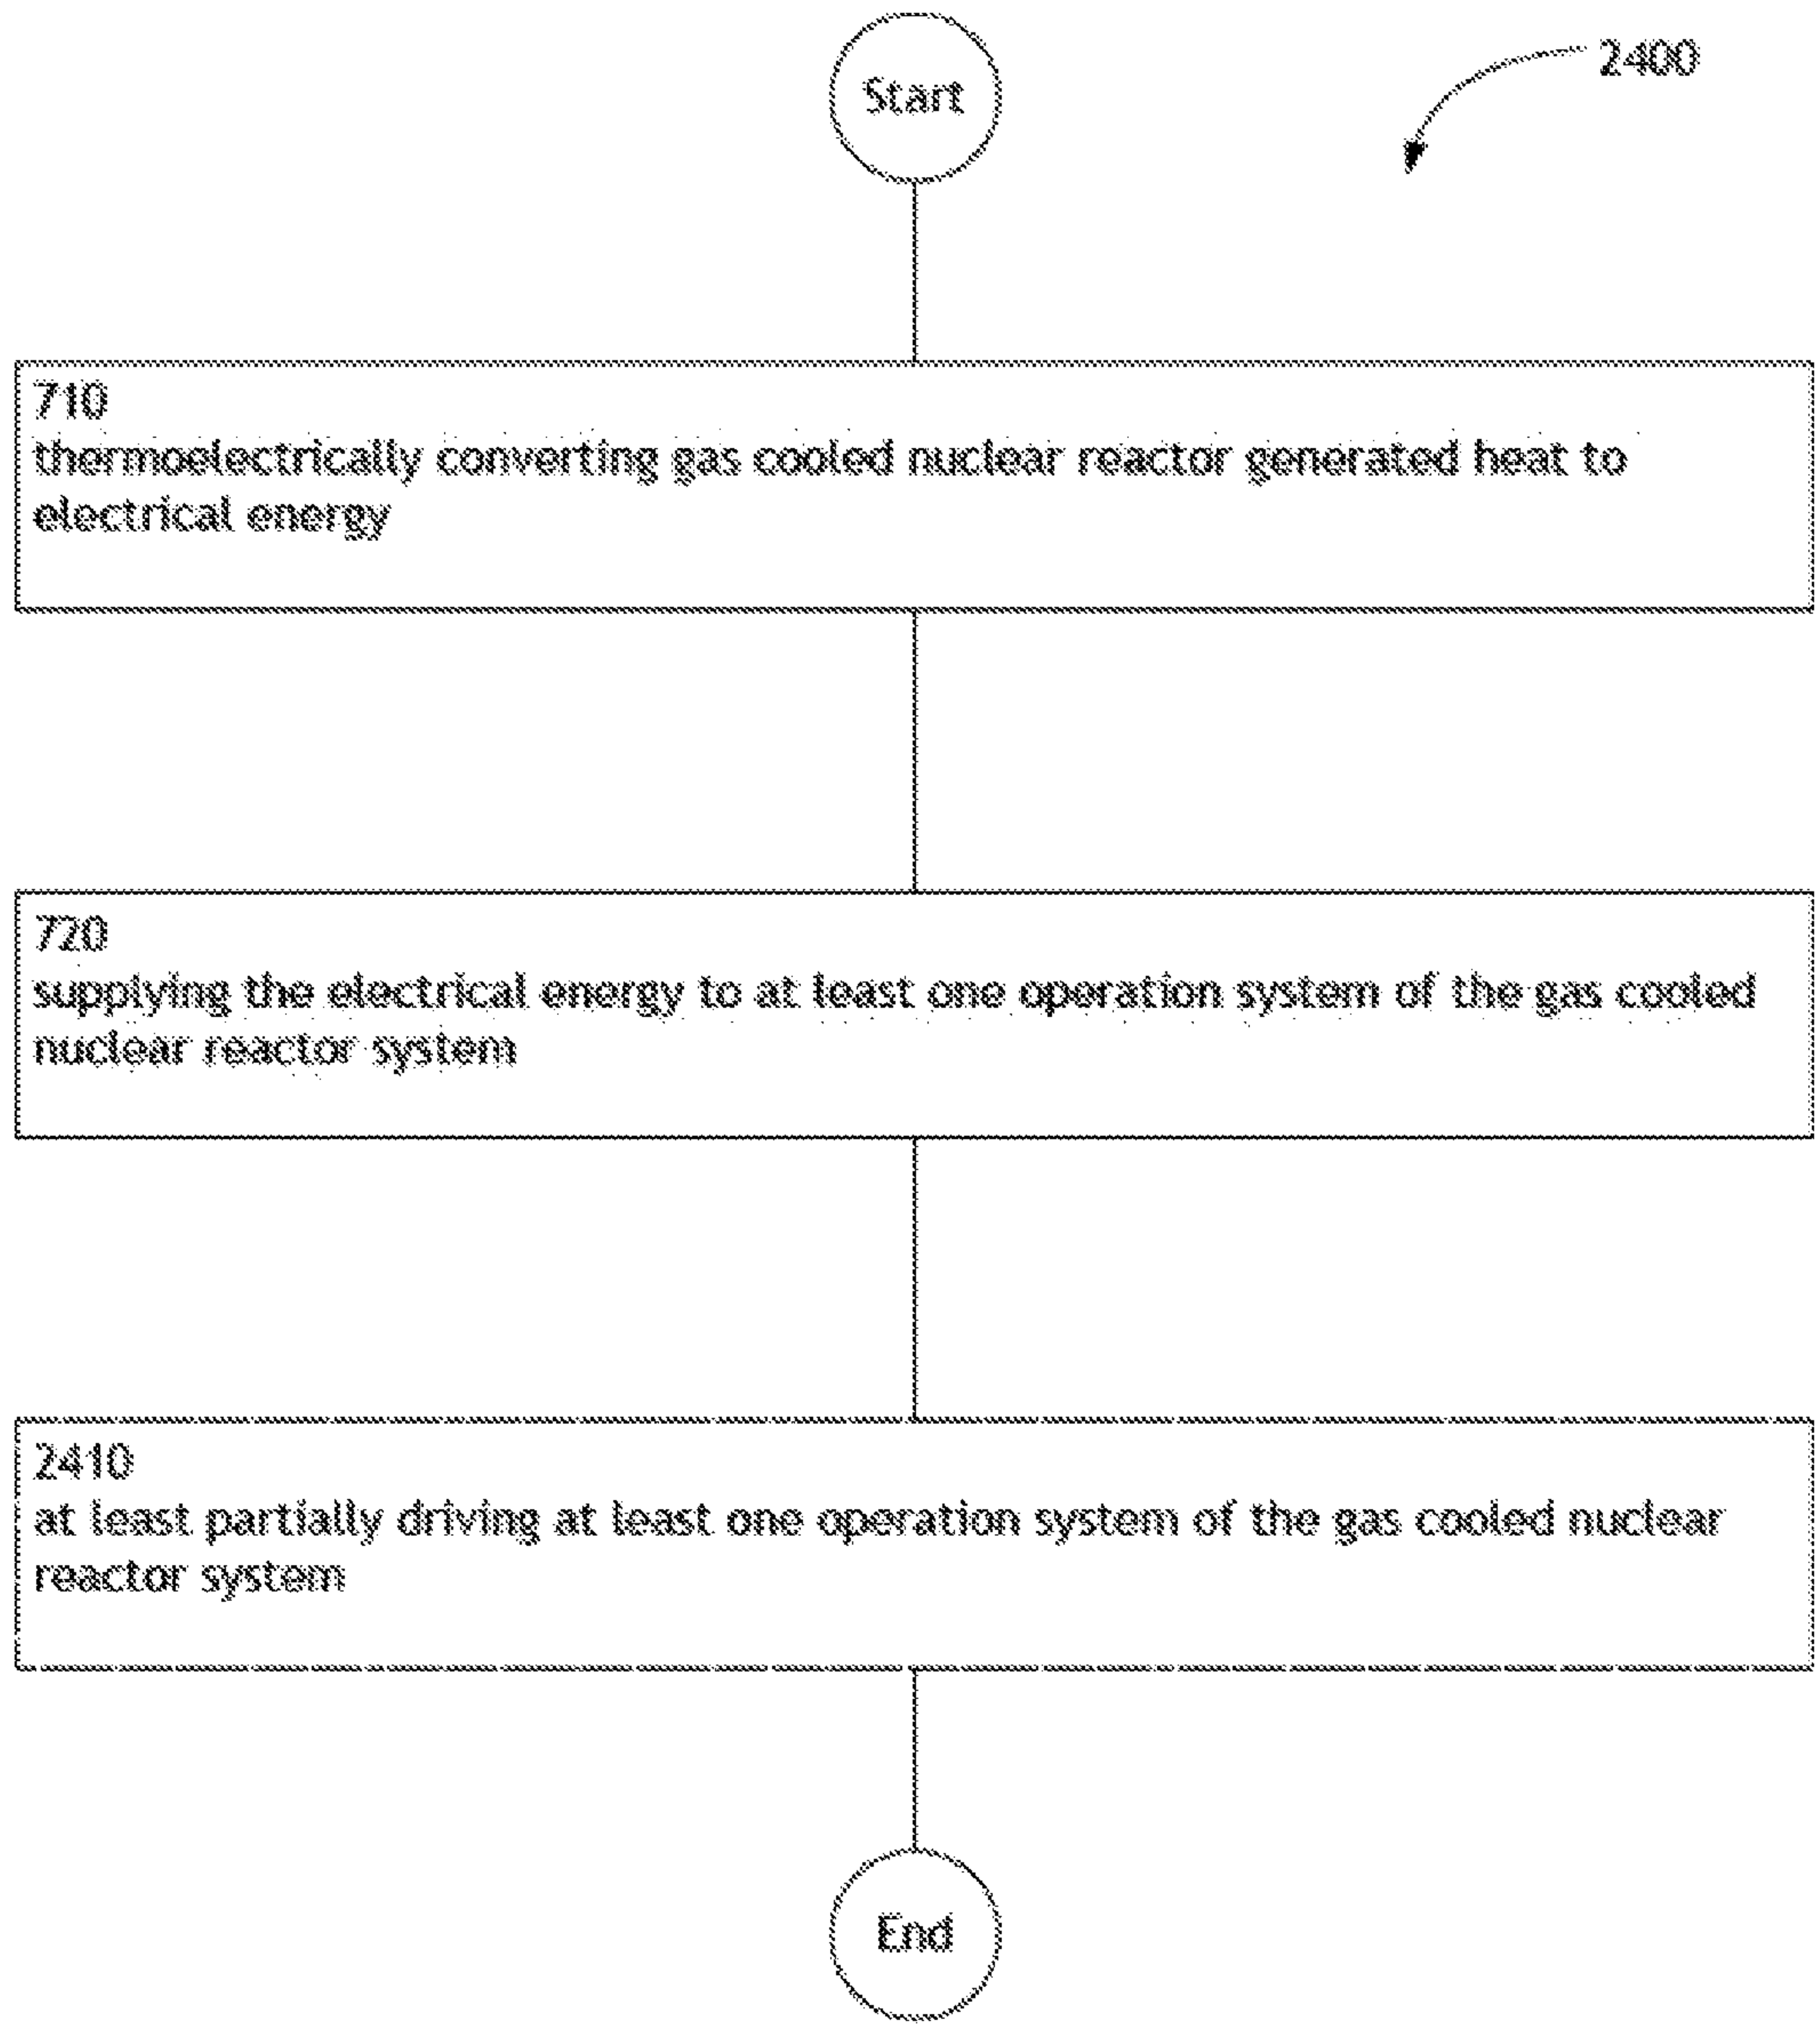 Start
2400
710
thermoelectrically converting gas cooled nuclear reactor generated heat to
electrical energy
720
supplying the electrical energy to at least one operation system of the gas cooled
nuclear reactor system
2410
at least partially driving at least one operation system of the gas cooled nuclear
reactor system
End